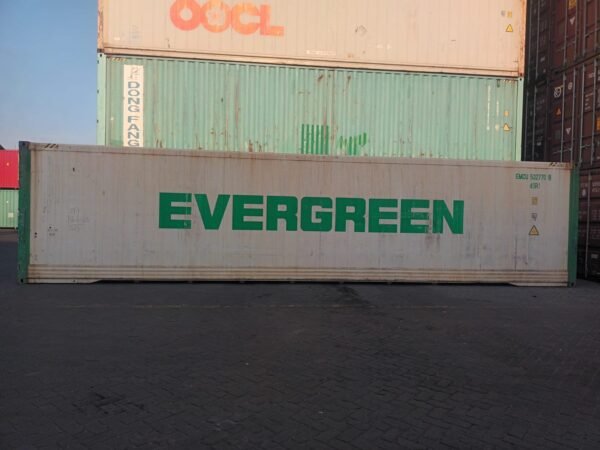 OOCL
DONG FANG
EMCU 532770 8
45R1
EVERGREEN